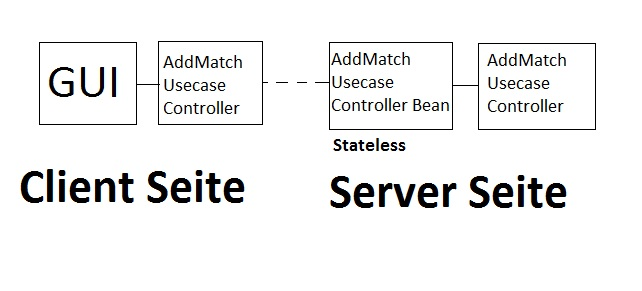 GUI
AddMatch
Usecase
Controller
AddMatch
Usecase
Controller Bean
AddMatch
Usecase
Controller
Stateless
Client Seite
Server Seite